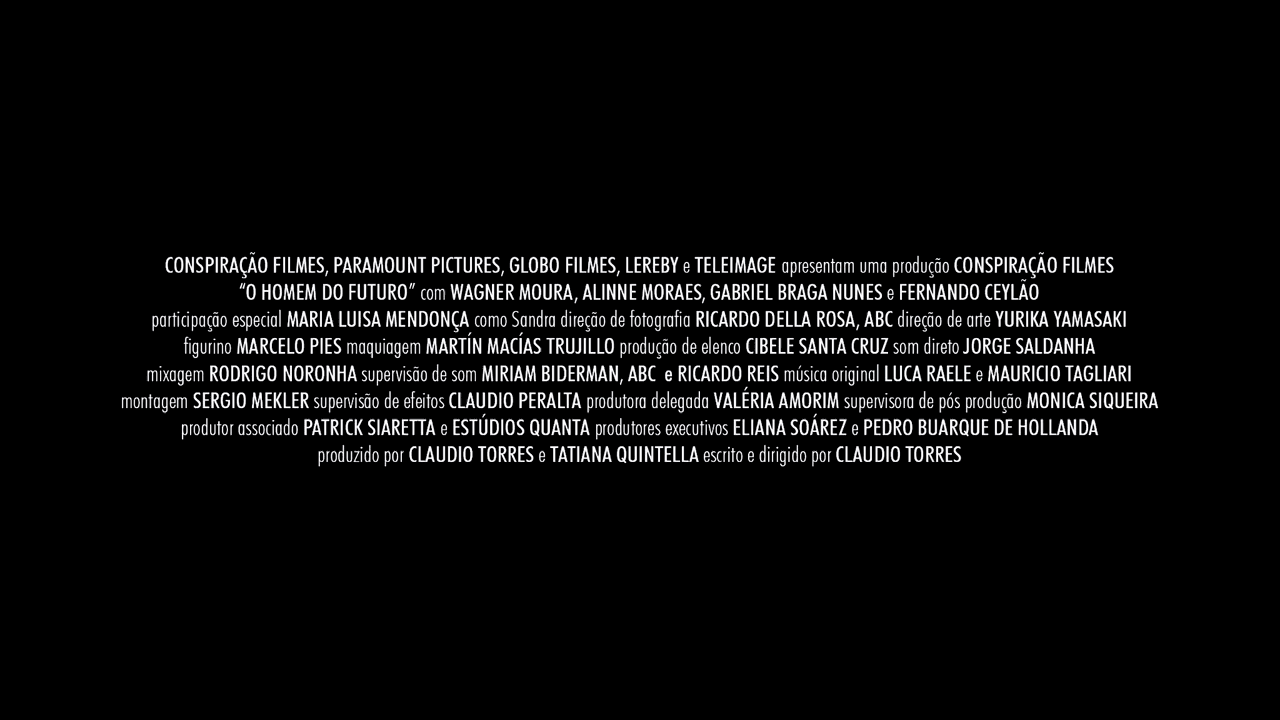 CONSPIRAÇÃO FILMES, PARAMOUNT PICTURES, GLOBO FILMES, LEREBY e TELEIMAGE apresentam uma produção CONSPIRAÇÃO FILMES
“O HOMEM DO FUTURO” com WAGNER MOURA, ALINNE MORAES, GABRIEL BRAGA NUNES e FERNANDO CEYLÃO
participação especial MARIA LUISA MENDONÇA como Sandra direção de fotografia RICARDO DELLA ROSA, ABC direção de arte YURIKA YAMASAKI
figurino MARCELO PIES maquiagem MARTÍN MACÍAS TRUJILLO produção de elenco CIBELE SANTA CRUZ som direto JORGE SALDANHA
mixagem RODRIGO NORONHA supervisão de som MIRIAM BIDERMAN, ABC e RICARDO REIS música original LUCA RAELE e MAURICIO TAGLIARI
montagem SERGIO MEKLER supervisão de efeitos CLAUDIO PERALTA produtora delegada VALÉRIA AMORIM supervisora de pós produção MONICA SIQUEIRA
produtor associado PATRICK SIARETTA e ESTÚDIOS QUANTA produtores executivos ELIANA SOÁREZ e PEDRO BUARQUE DE HOLLANDA
produzido por CLAUDIO TORRES e TATIANA QUINTELLA escrito e dirigido por CLAUDIO TORRES